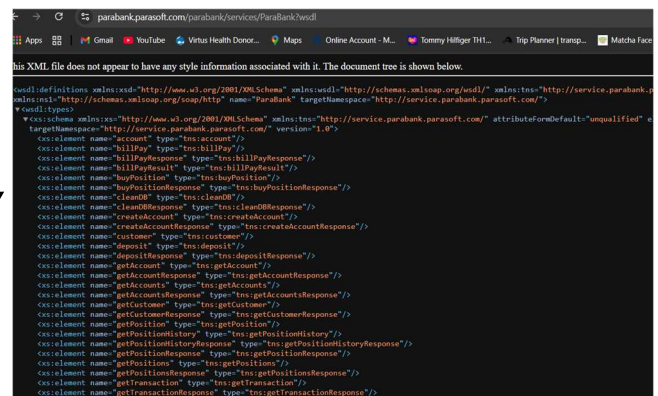 parabank.parasoft.com/parabank/services/ParaBank?wsdl
Apps Gmail YouTube Virtus Health Donor... Maps Online Account - M... Tommy Hilfiger TH1... Trip Planner | transp... Matcha Face
his XML file does not appear to have any style information associated with it. The document tree is shown below.
<wsdl:definitions xmlns:xsd="http://www.w3.org/2001/XMLSchema" xmlns:wsdl="http://schemas.xmlsoap.org/wsdl/" xmlns:tns="http://service.parabank.p
xmlns:ns1="http://schemas.xmlsoap.org/soap/http" name="ParaBank" targetNamespace="http://service.parabank.parasoft.com/">
▼<wsdl:types>
▼<xs:schema xmlns:xs="http://www.w3.org/2001/XMLSchema" xmlns:tns="http://service.parabank.parasoft.com/" attributeFormDefault="unqualified" e
targetNamespace="http://service.parabank.parasoft.com/" version="1.0">
<xs:element name="account" type="tns:account"/>
<xs:element name="billPay" type="tns:billPay"/>
<xs:element name="billPayResponse" type="tns:billPayResponse"/>
<xs:element name="billPayResult" type="tns:billPayResult"/>
<xs:element name="buyPosition" type="tns:buyPosition"/>
<xs:element name="buyPositionResponse" type="tns:buyPositionResponse"/>
<xs:element name="cleanDB" type="tns:cleanDB"/>
<xs:element name="cleanDBResponse" type="tns:cleanDBResponse"/>
<xs:element name="createAccount" type="tns:createAccount"/>
<xs:element name="createAccountResponse" type="tns:createAccountResponse"/>
<xs:element name="customer" type="tns:customer"/>
<xs:element name="deposit" type="tns:deposit"/>
<xs:element name="depositResponse" type="tns:depositResponse"/>
<xs:element name="getAccount" type="tns:getAccount"/>
<xs:element name="getAccountResponse" type="tns:getAccountResponse"/>
<xs:element name="getAccounts" type="tns:getAccounts"/>
<xs:element name="getAccountsResponse" type="tns:getAccountsResponse"/>
<xs:element name="getCustomer" type="tns:getCustomer"/>
<xs:element name="getCustomerResponse" type="tns:getCustomerResponse"/>
<xs:element name="getPosition" type="tns:getPosition"/>
<xs:element name="getPositionHistory" type="tns:getPositionHistory"/>
<xs:element name="getPositionHistoryResponse" type="tns:getPositionHistoryResponse"/>
<xs:element name="getPositionResponse" type="tns:getPositionResponse"/>
<xs:element name="getPositions" type="tns:getPositions"/>
<xs:element name="getPositionsResponse" type="tns:getPositionsResponse"/>
<xs:element name="getTransaction" type="tns:getTransaction"/>
<xs:element name="getTransactionResponse" type="tns:getTransactionResponse"/>